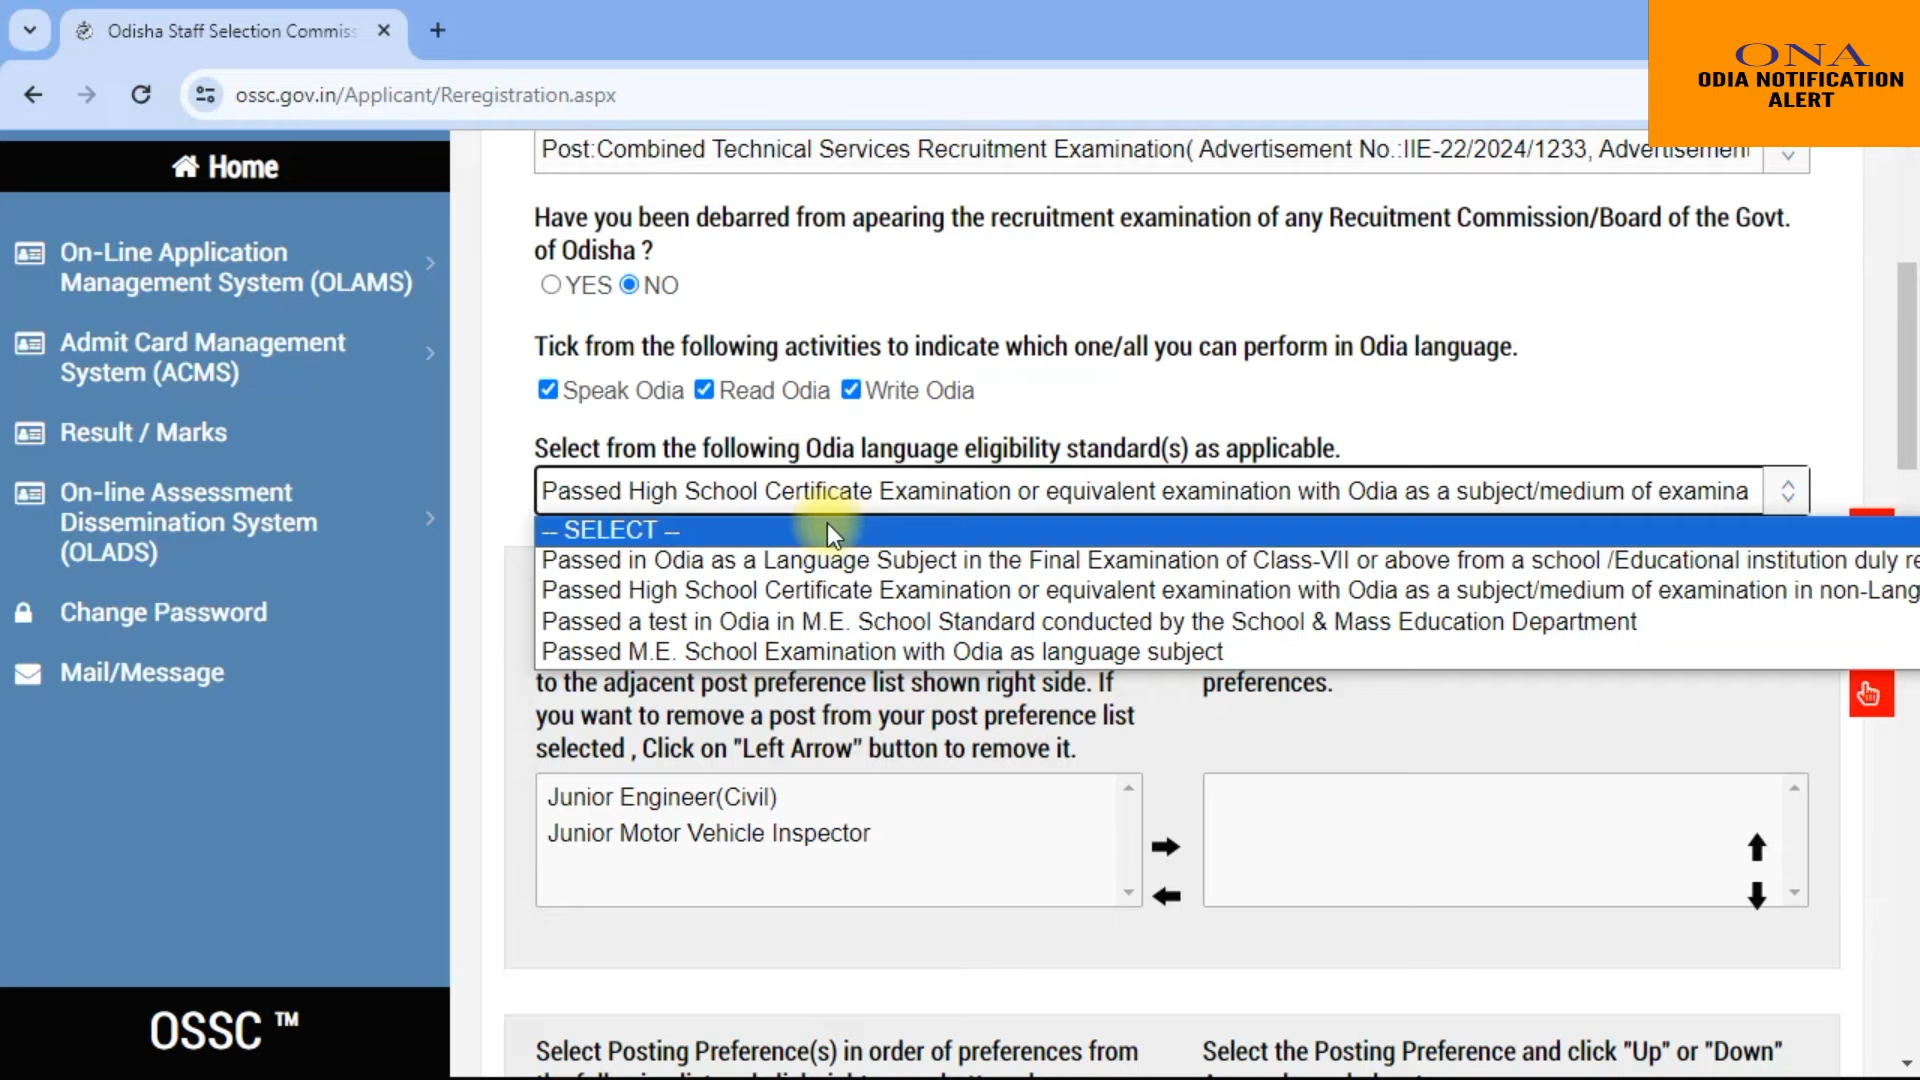 Odisha Staff Selection Commiss
ossc.gov.in/Applicant/Reregistration.aspx
ONA
ODIA NOTIFICATION
ALERT
Home
On-Line Application
Management System (OLAMS)
Admit Card Management
System (ACMS)
Result / Marks
On-line Assessment
Dissemination System
(OLADS)
Change Password
Mail/Message
OSSC ™
Post:Combined Technical Services Recruitment Examination( Advertisement No.:IIE-22/2024/1233, Advertisement
Have you been debarred from apearing the recruitment examination of any Recuitment Commission/Board of the Govt.
of Odisha ?
YES NO
Tick from the following activities to indicate which one/all you can perform in Odia language.
Speak Odia Read Odia Write Odia
Select from the following Odia language eligibility standard(s) as applicable.
Passed High School Certificate Examination or equivalent examination with Odia as a subject/medium of examina
-- SELECT --
Passed in Odia as a Language Subject in the Final Examination of Class-VII or above from a school /Educational institution duly re
Passed High School Certificate Examination or equivalent examination with Odia as a subject/medium of examination in non-Lang
Passed a test in Odia in M.E. School Standard conducted by the School & Mass Education Department
Passed M.E. School Examination with Odia as language subject
to the adjacent post preference list shown right side. If
you want to remove a post from your post preference list
selected , Click on "Left Arrow" button to remove it.
preferences.
Junior Engineer(Civil)
Junior Motor Vehicle Inspector
Select Posting Preference(s) in order of preferences from
Select the Posting Preference and click "Up" or "Down"